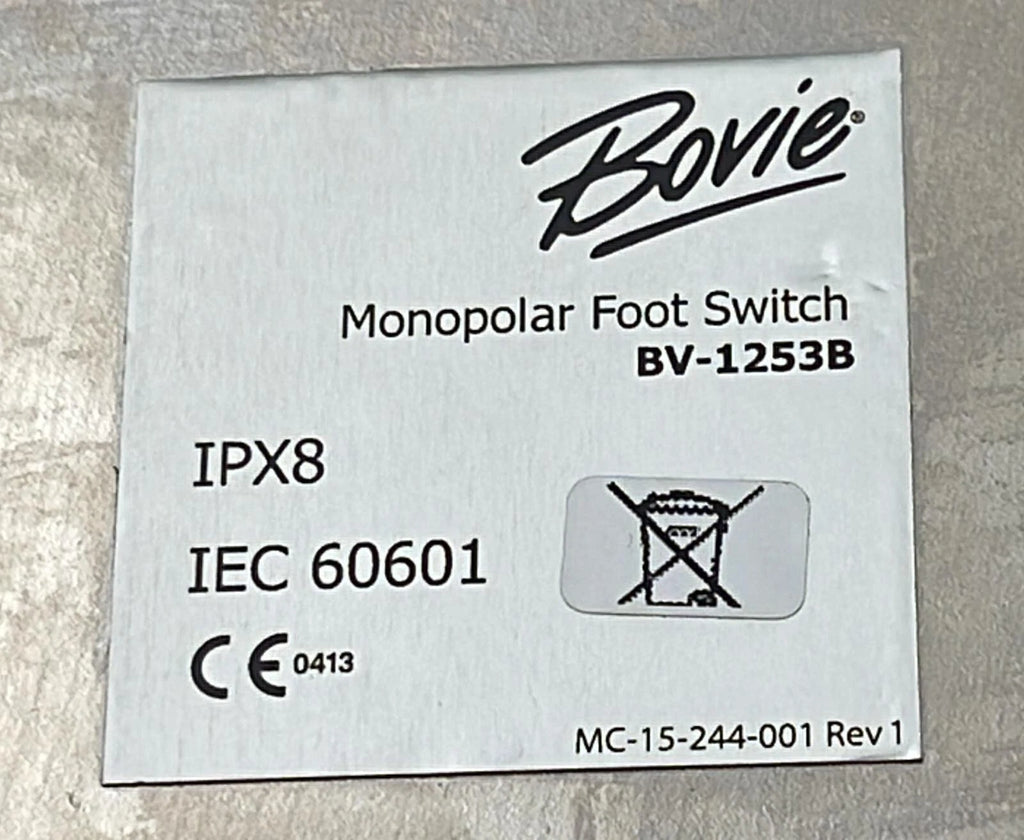 Bovie®
Monopolar Foot Switch
BV-1253B
IPX8
IEC 60601
CE 0413
MC-15-244-001 Rev 1